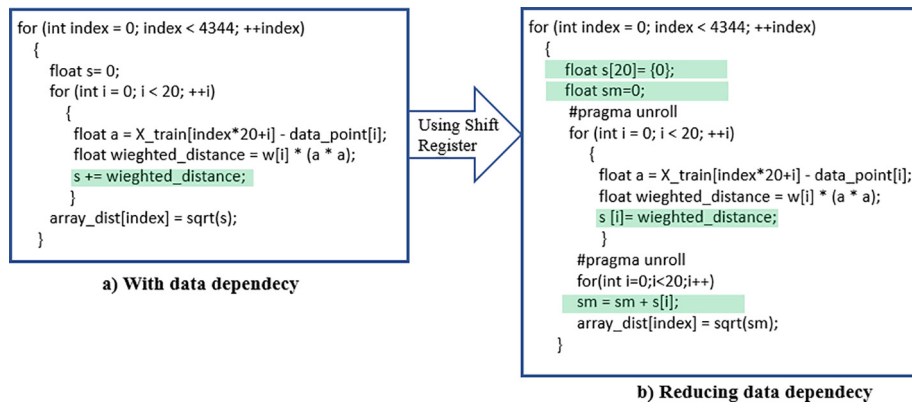 for (int index = 0; index < 4344; ++index)
{
float s= 0;
for (int i = 0; i < 20; ++i)
{
float a = X_train[index*20+i] - data_point[i];
float wieghted_distance = w[i] * (a * a);
s += wieghted_distance;
}
array_dist[index] = sqrt(s);
}
a) With data dependecy
Using Shift
Register
for (int index = 0; index < 4344; ++index)
{
float s[20]= {0};
float sm=0;
#pragma unroll
for (int i = 0; i < 20; ++i)
{
float a = X_train[index*20+i] - data_point[i];
float wieghted_distance = w[i] * (a * a);
s [i]= wieghted_distance;
}
#pragma unroll
for(int i=0;i<20;i++)
sm = sm + s[i];
array_dist[index] = sqrt(sm);
}
b) Reducing data dependecy